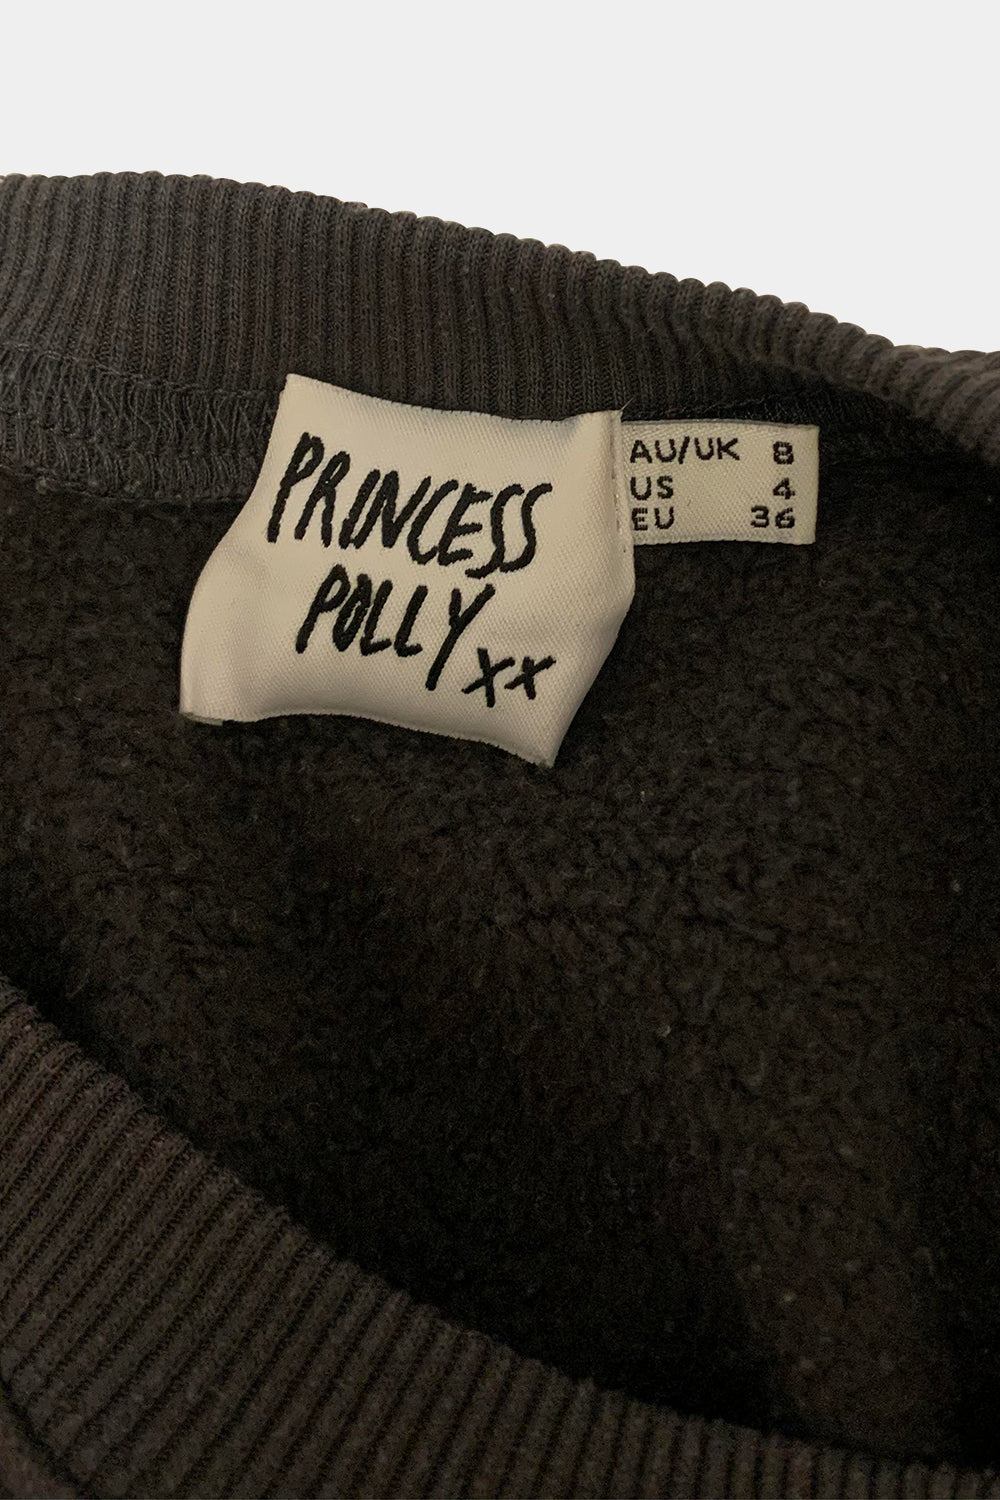 PRINCESS
POLLY xx
AU/UK 8
US 4
EU 36